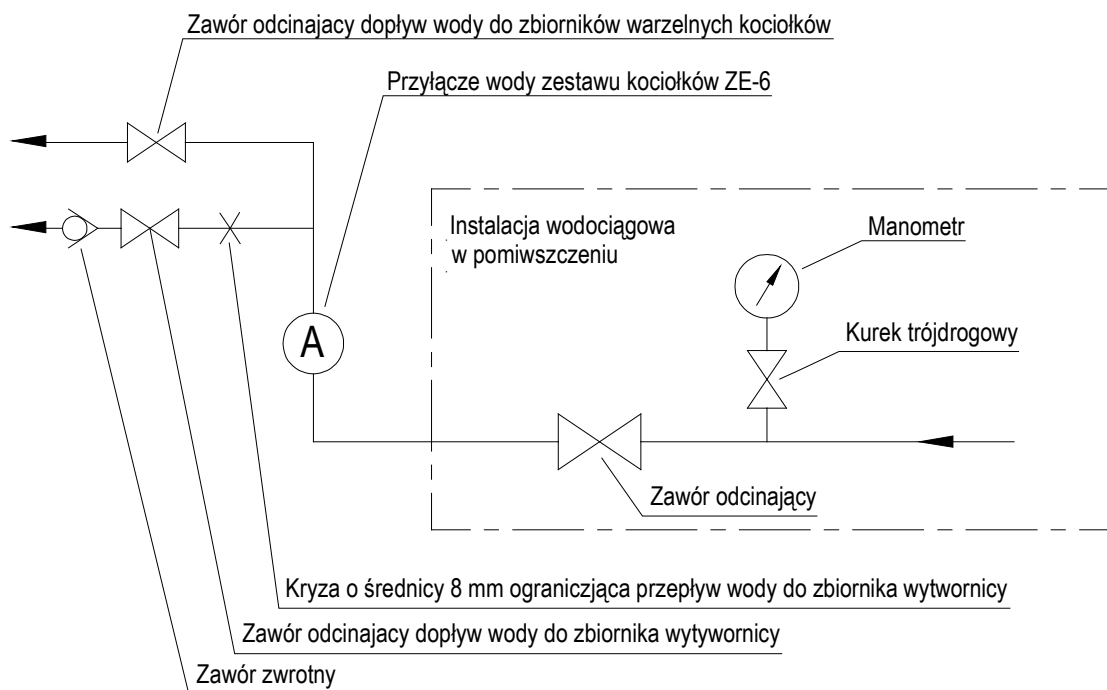 Zawór odcinajacy dopływ wody do zbiorników warzelnych kociołków
Przyłącze wody zestawu kociołków ZE-6
Instalacja wodociągowa
w pomiwszczeniu
Manometr
Kurek trójdrogowy
A
Zawór odcinający
Kryza o średnicy 8 mm ograniczjąca przepływ wody do zbiornika wytwornicy
Zawór odcinajacy dopływ wody do zbiornika wytywornicy
Zawór zwrotny